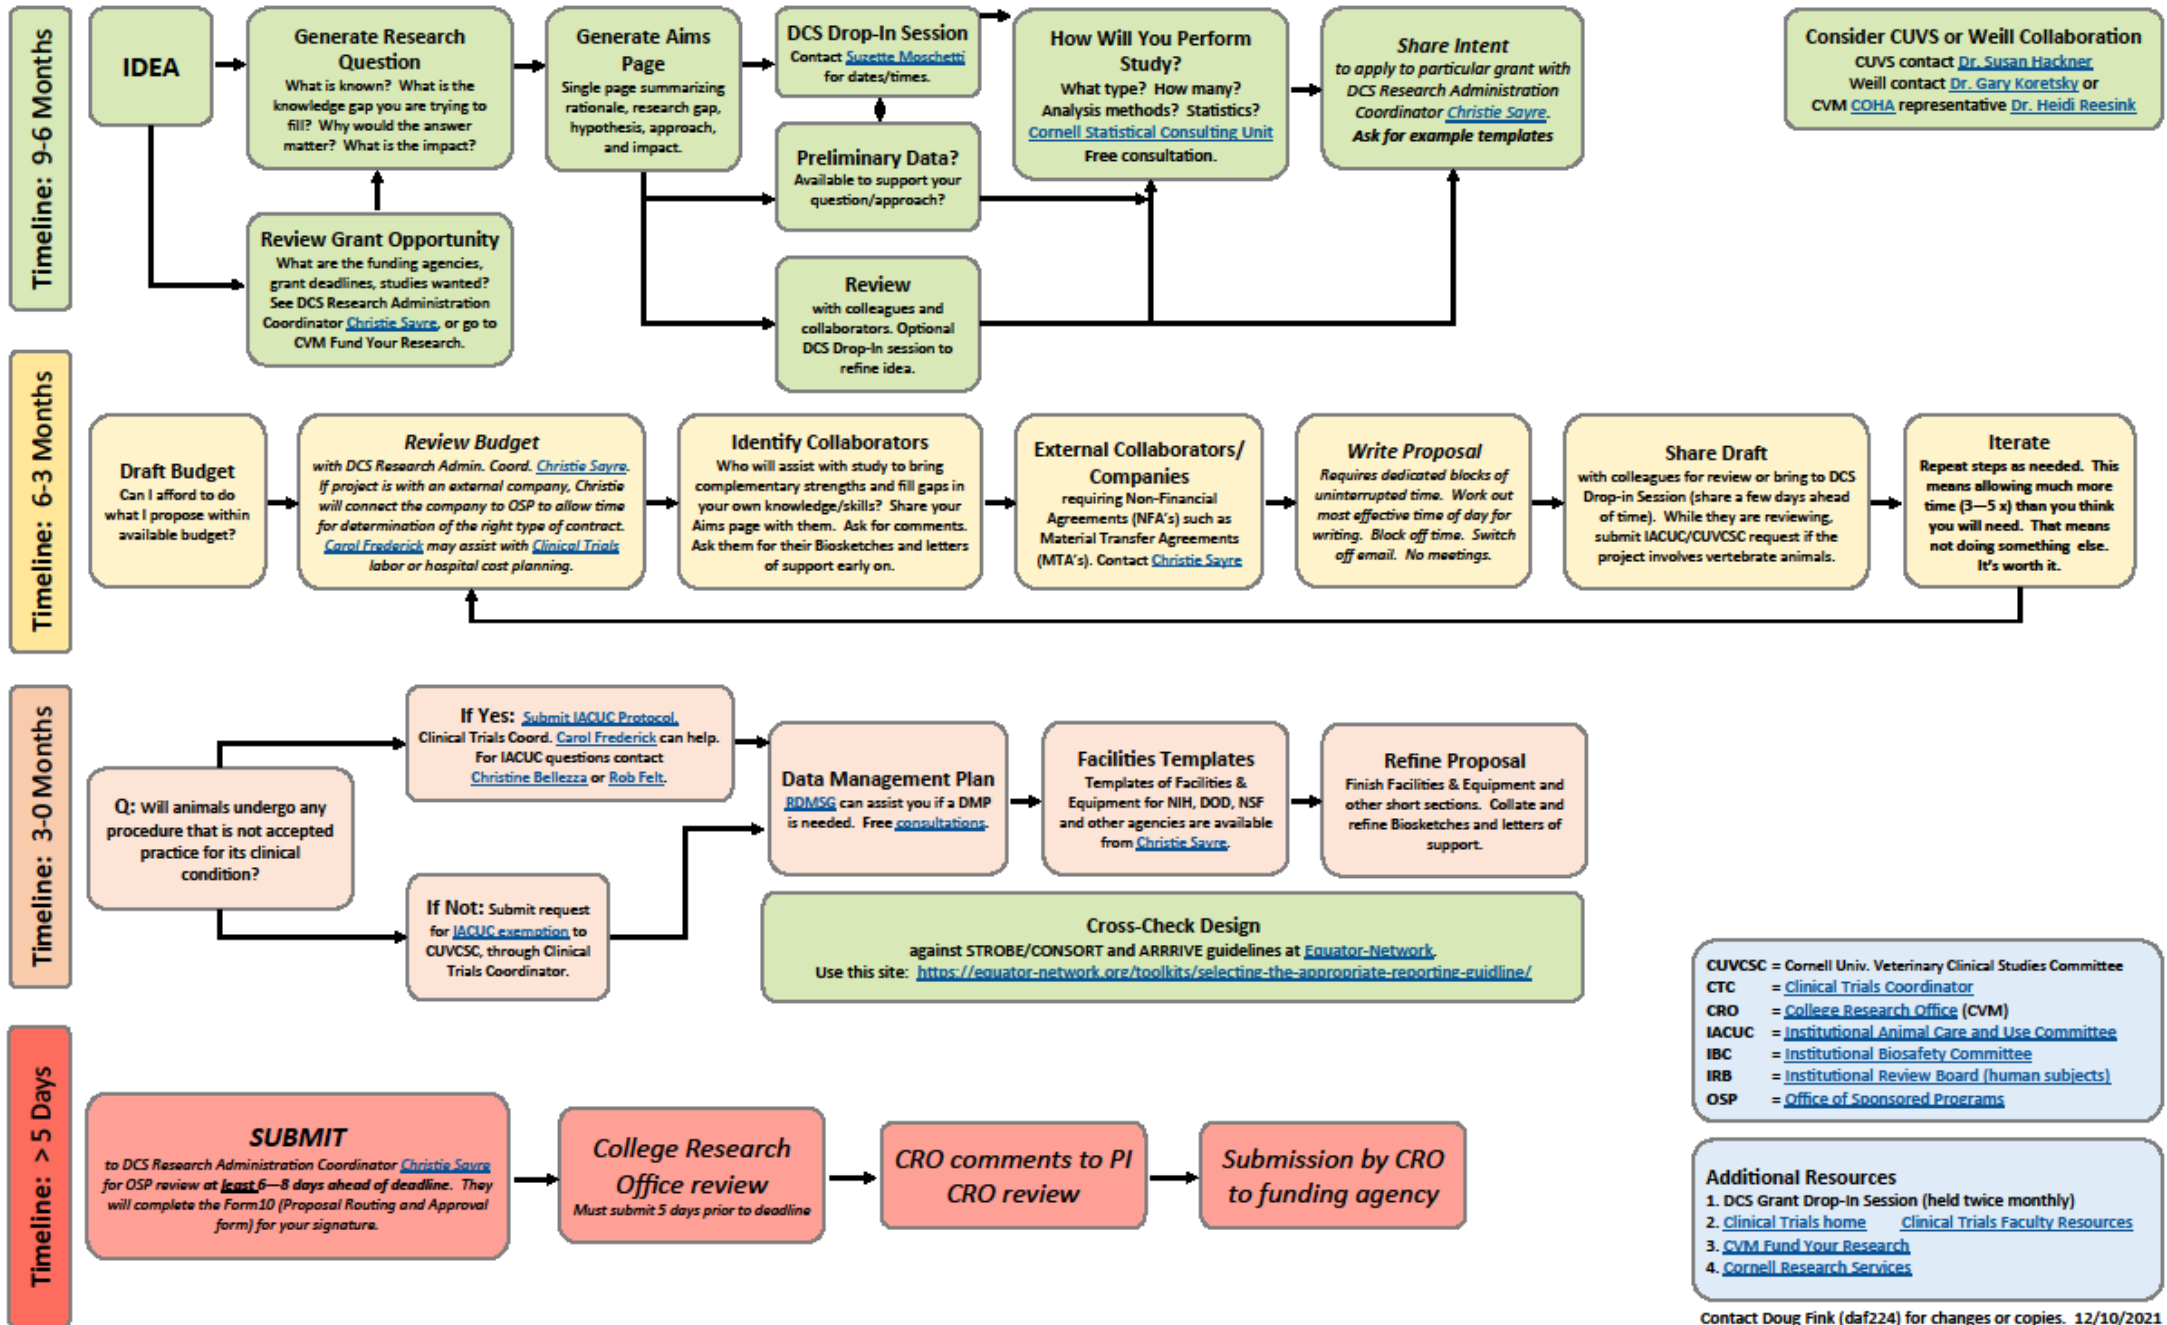 Timeline: 9-6 Months
IDEA
Generate Research
Question
What is known? What is the
knowledge gap you are trying to
fill? Why would the answer
matter? What is the impact?
Generate Aims
Page
Single page summarizing
rationale, research gap,
hypothesis, approach,
and impact.
DCS Drop-In Session
Contact Suzette Moschetti
for dates/times.
Preliminary Data?
Available to support your
question/approach?
How Will You Perform
Study?
What type? How many?
Analysis methods? Statistics?
Cornell Statistical Consulting Unit
Free consultation.
Share Intent
to apply to particular grant with
DCS Research Administration
Coordinator Christie Sayre.
Ask for example templates
Consider CUVS or Weill Collaboration
CUVS contact Dr. Susan Hackner
Weill contact Dr. Gary Koretsky or
CVM COHA representative Dr. Heidi Reesink
Review Grant Opportunity
What are the funding agencies,
grant deadlines, studies wanted?
See DCS Research Administration
Coordinator Christie Sayre, or go to
CVM Fund Your Research.
Review
with colleagues and
collaborators. Optional
DCS Drop-In session to
refine idea.
Timeline: 6-3 Months
Draft Budget
Can I afford to do
what I propose within
available budget?
Review Budget
with DCS Research Admin. Coord. Christie Sayre.
If project is with an external company, Christie
will connect the company to OSP to allow time
for determination of the right type of contract.
Carol Frederick may assist with Clinical Trials
labor or hospital cost planning.
Identify Collaborators
Who will assist with study to bring
complementary strengths and fill gaps in
your own knowledge/skills? Share your
Aims page with them. Ask for comments.
Ask them for their Biosketches and letters
of support early on.
External Collaborators/
Companies
requiring Non-Financial
Agreements (NFA's) such as
Material Transfer Agreements
(MTA's). Contact Christie Sayre
Write Proposal
Requires dedicated blocks of
uninterrupted time. Work out
most effective time of day for
writing. Block off time. Switch
off email. No meetings.
Share Draft
with colleagues for review or bring to DCS
Drop-in Session (share a few days ahead
of time). While they are reviewing,
submit IACUC/CUVCSC request if the
project involves vertebrate animals.
Iterate
Repeat steps as needed. This
means allowing much more
time (3—5 x) than you think
you will need. That means
not doing something else.
It's worth it.
Timeline: 3-0 Months
Q: Will animals undergo any
procedure that is not accepted
practice for its clinical
condition?
If Yes: Submit IACUC Protocol.
Clinical Trials Coord. Carol Frederick can help.
For IACUC questions contact
Christine Bellezza or Rob Felt.
If Not: Submit request
for IACUC exemption to
CUVCSC, through Clinical
Trials Coordinator.
Data Management Plan
RDMSG can assist you if a DMP
is needed. Free consultations.
Facilities Templates
Templates of Facilities &
Equipment for NIH, DOD, NSF
and other agencies are available
from Christie Sayre.
Refine Proposal
Finish Facilities & Equipment and
other short sections. Collate and
refine Biosketches and letters of
support.
Cross-Check Design
against STROBE/CONSORT and ARRRIVE guidelines at Equator-Network.
Use this site: https://equator-network.org/toolkits/selecting-the-appropriate-reporting-guidline/
CUVCSC = Cornell Univ. Veterinary Clinical Studies Committee
CTC = Clinical Trials Coordinator
CRO = College Research Office (CVM)
IACUC = Institutional Animal Care and Use Committee
IBC = Institutional Biosafety Committee
IRB = Institutional Review Board (human subjects)
OSP = Office of Sponsored Programs
Timeline: > 5 Days
SUBMIT
to DCS Research Administration Coordinator Christie Sayre
for OSP review at least 6—8 days ahead of deadline. They
will complete the Form10 (Proposal Routing and Approval
form) for your signature.
College Research
Office review
Must submit 5 days prior to deadline
CRO comments to PI
CRO review
Submission by CRO
to funding agency
Additional Resources
1. DCS Grant Drop-In Session (held twice monthly)
2. Clinical Trials home Clinical Trials Faculty Resources
3. CVM Fund Your Research
4. Cornell Research Services
Contact Doug Fink (daf224) for changes or copies. 12/10/2021